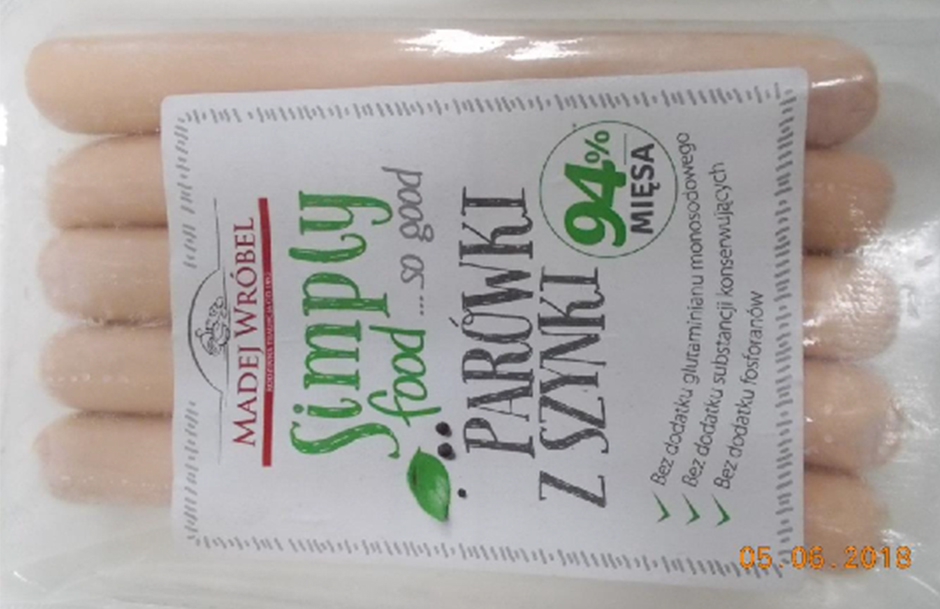 MADEJ WRÓBEL
Simply
food ...so good
PARÓWKI
Z SZYNKI
94%
MIĘSA
Bez dodatku glutaminianu monosodowego
Bez dodatku substancji konserwujących
Bez dodatku fosforanów
05.06.2018